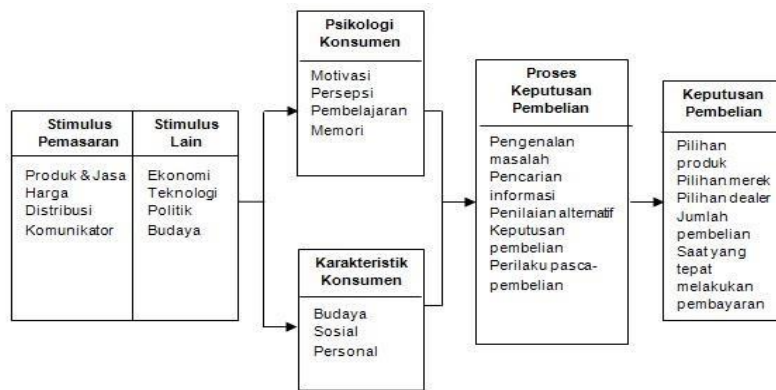 Stimulus
Pemasaran
Produk & Jasa
Harga
Distribusi
Komunikator
Stimulus
Lain
Ekonomi
Teknologi
Politik
Budaya
Psikologi
Konsumen
Motivasi
Persepsi
Pembelajaran
Memori
Karakteristik
Konsumen
Budaya
Sosial
Personal
Proses
Keputusan
Pembelian
Pengenalan
masalah
Pencarian
informasi
Penilaian alternatif
Keputusan
pembelian
Perilaku pasca-
pembelian
Keputusan
Pembelian
Pilihan
produk
Pilihan merek
Pilihan dealer
Jumlah
pembelian
Saat yang
tepat
melakukan
pembayaran